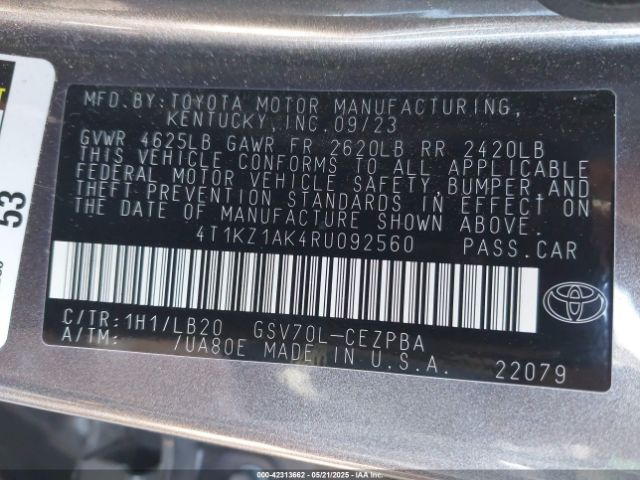 MFD.BY:TOYOTA MOTOR MANUFACTURING,
KENTUCKY,INC.09/23
GVWR 4625LB GAWR FR 2620LB RR 2420LB
THIS VEHICLE CONFORMS TO ALL APPLICABLE
FEDERAL MOTOR VEHICLE SAFETY,BUMPER,AND
THEFT PREVENTION STANDARDS IN EFFECT ON
THE DATE OF MANUFACTURE SHOWN ABOVE.
4T1KZ1AK4RU092560 PASS.CAR
C/TR:1H1/LB20 GSV70L-CEZPBA
A/TM: /UA80E MADE IN U.S.A.
22079
53
000-42313662 - 05/21/2025 - IAAI.COM